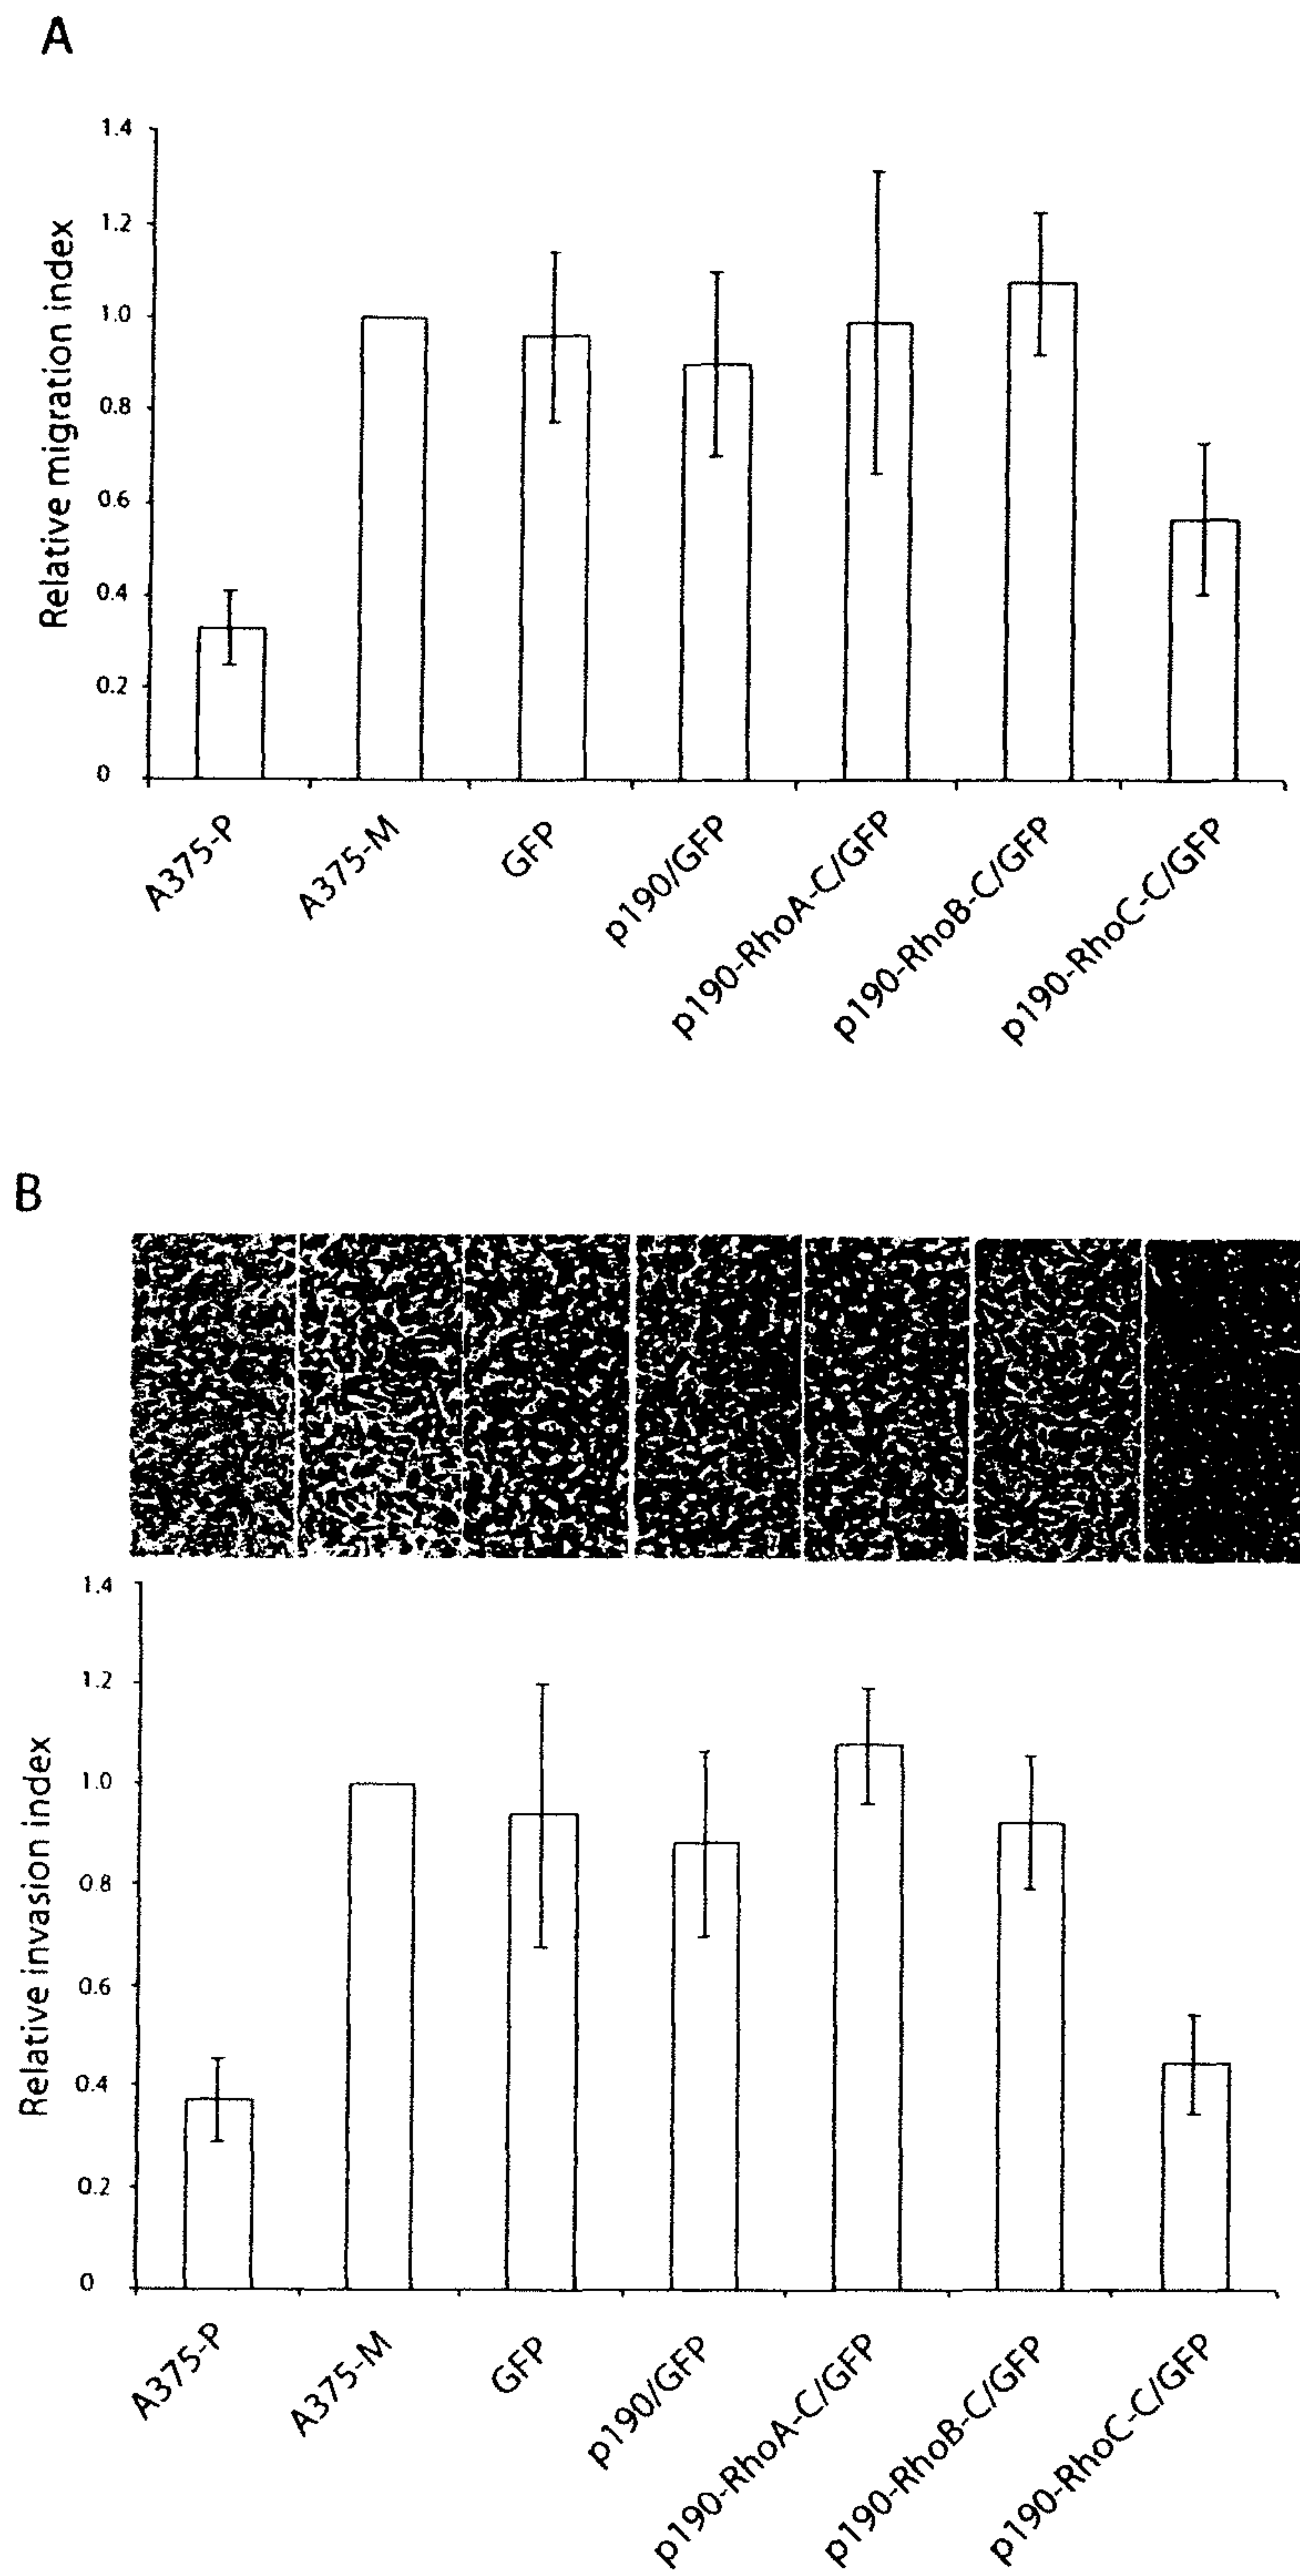 A
Relative migration index
1.4
1.2
1.0
0.8
0.6
0.4
0.2
0
A375-P
A375-M
GFP
p190/GFP
p190-RhoA-C/GFP
p190-RhoB-C/GFP
p190-RhoC-C/GFP
B
Relative invasion index
1.4
1.2
1.0
0.8
0.6
0.4
0.2
0
A375-P
A375-M
GFP
p190/GFP
p190-RhoA-C/GFP
p190-RhoB-C/GFP
p190-RhoC-C/GFP